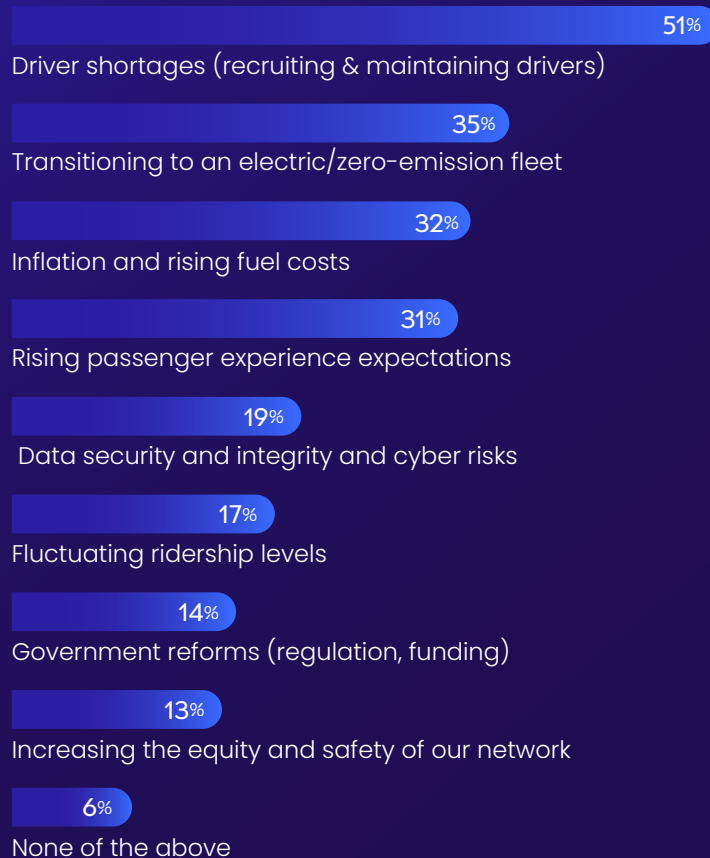 51%
Driver shortages (recruiting & maintaining drivers)
35%
Transitioning to an electric/zero-emission fleet
32%
Inflation and rising fuel costs
31%
Rising passenger experience expectations
19%
Data security and integrity and cyber risks
17%
Fluctuating ridership levels
14%
Government reforms (regulation, funding)
13%
Increasing the equity and safety of our network
6%
None of the above